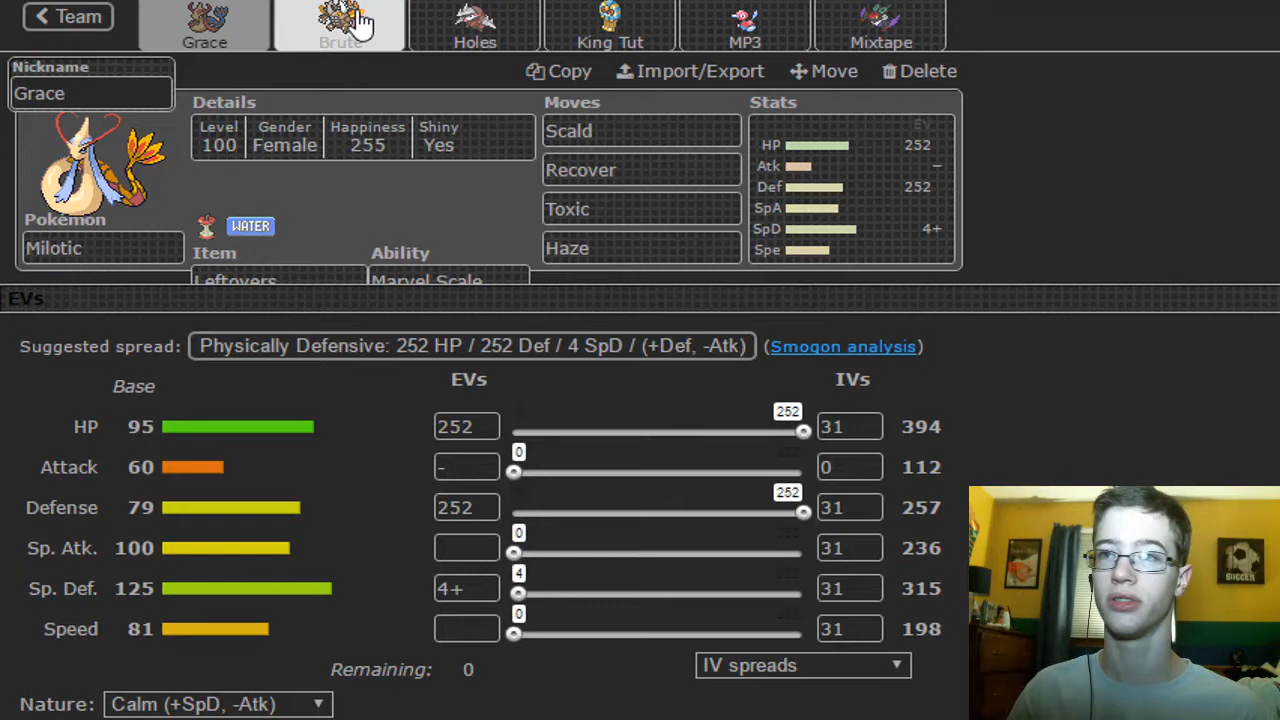 Team
Grace
Brute
Holes
King Tut
MP3
Mixtape
Nickname
Grace
Copy
Import/Export
Move
Delete
Details
Level
100
Gender
Female
Happiness
255
Shiny
Yes
Moves
Scald
Recover
Toxic
Haze
Stats
EV
HP 252
Atk -
Def 252
SpA
SpD 4+
Spe
Pokémon
Milotic
WATER
Item
Leftovers
Ability
Marvel Scale
EVs
Suggested spread: Physically Defensive: 252 HP / 252 Def / 4 SpD / (+Def, -Atk) (Smogon analysis)
Base EVs IVs
HP 95 252 252 31 394
Attack 60 - 0 0 112
Defense 79 252 252 31 257
Sp. Atk. 100 0 31 236
Sp. Def. 125 4+ 4 31 315
Speed 81 0 31 198
Remaining: 0
IV spreads
Nature: Calm (+SpD, -Atk)
SOCCER